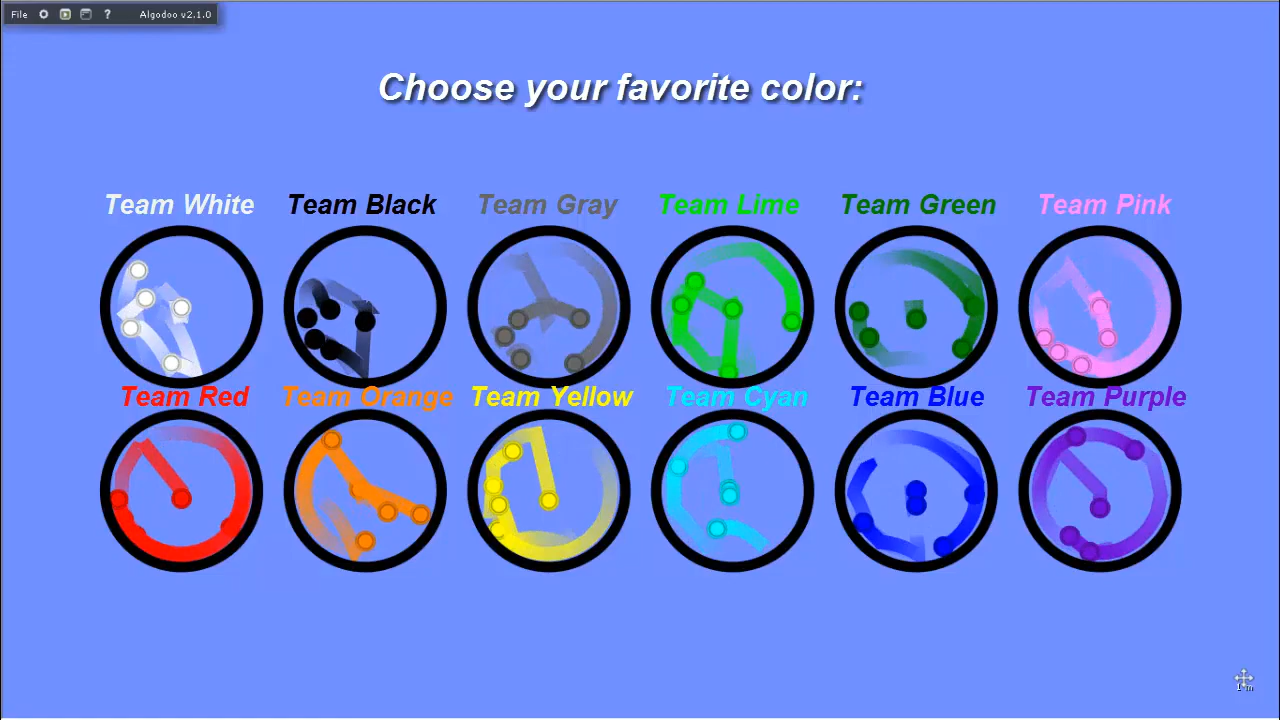 File ? Algodoo v2.1.0
Choose your favorite color:
Team White Team Black Team Gray Team Lime Team Green Team Pink
Team Red Team Orange Team Yellow Team Cyan Team Blue Team Purple
1 m